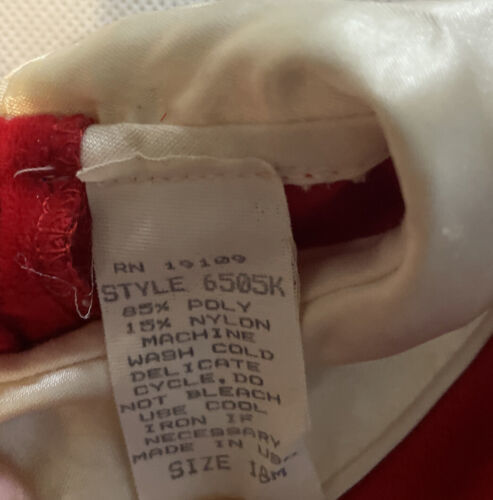 RN 19109
STYLE 6505K
85% POLY
15% NYLON
MACHINE
WASH COLD
DELICATE
CYCLE, DO
NOT BLEACH
USE COOL
IRON IF
NECESSARY
MADE IN USA
SIZE 18M